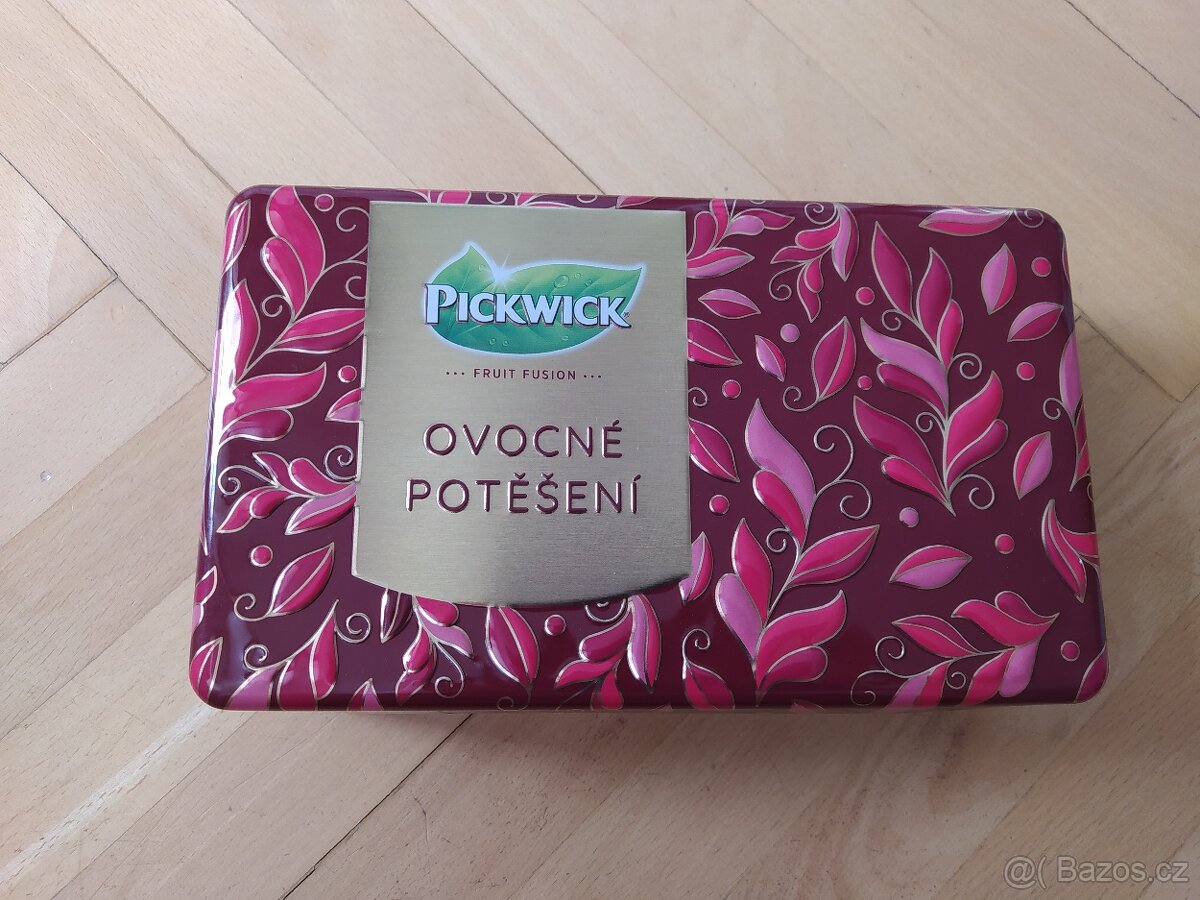 PICKWICK
··· FRUIT FUSION ···
OVOCNÉ
POTĚŠENÍ
@( Bazos.cz